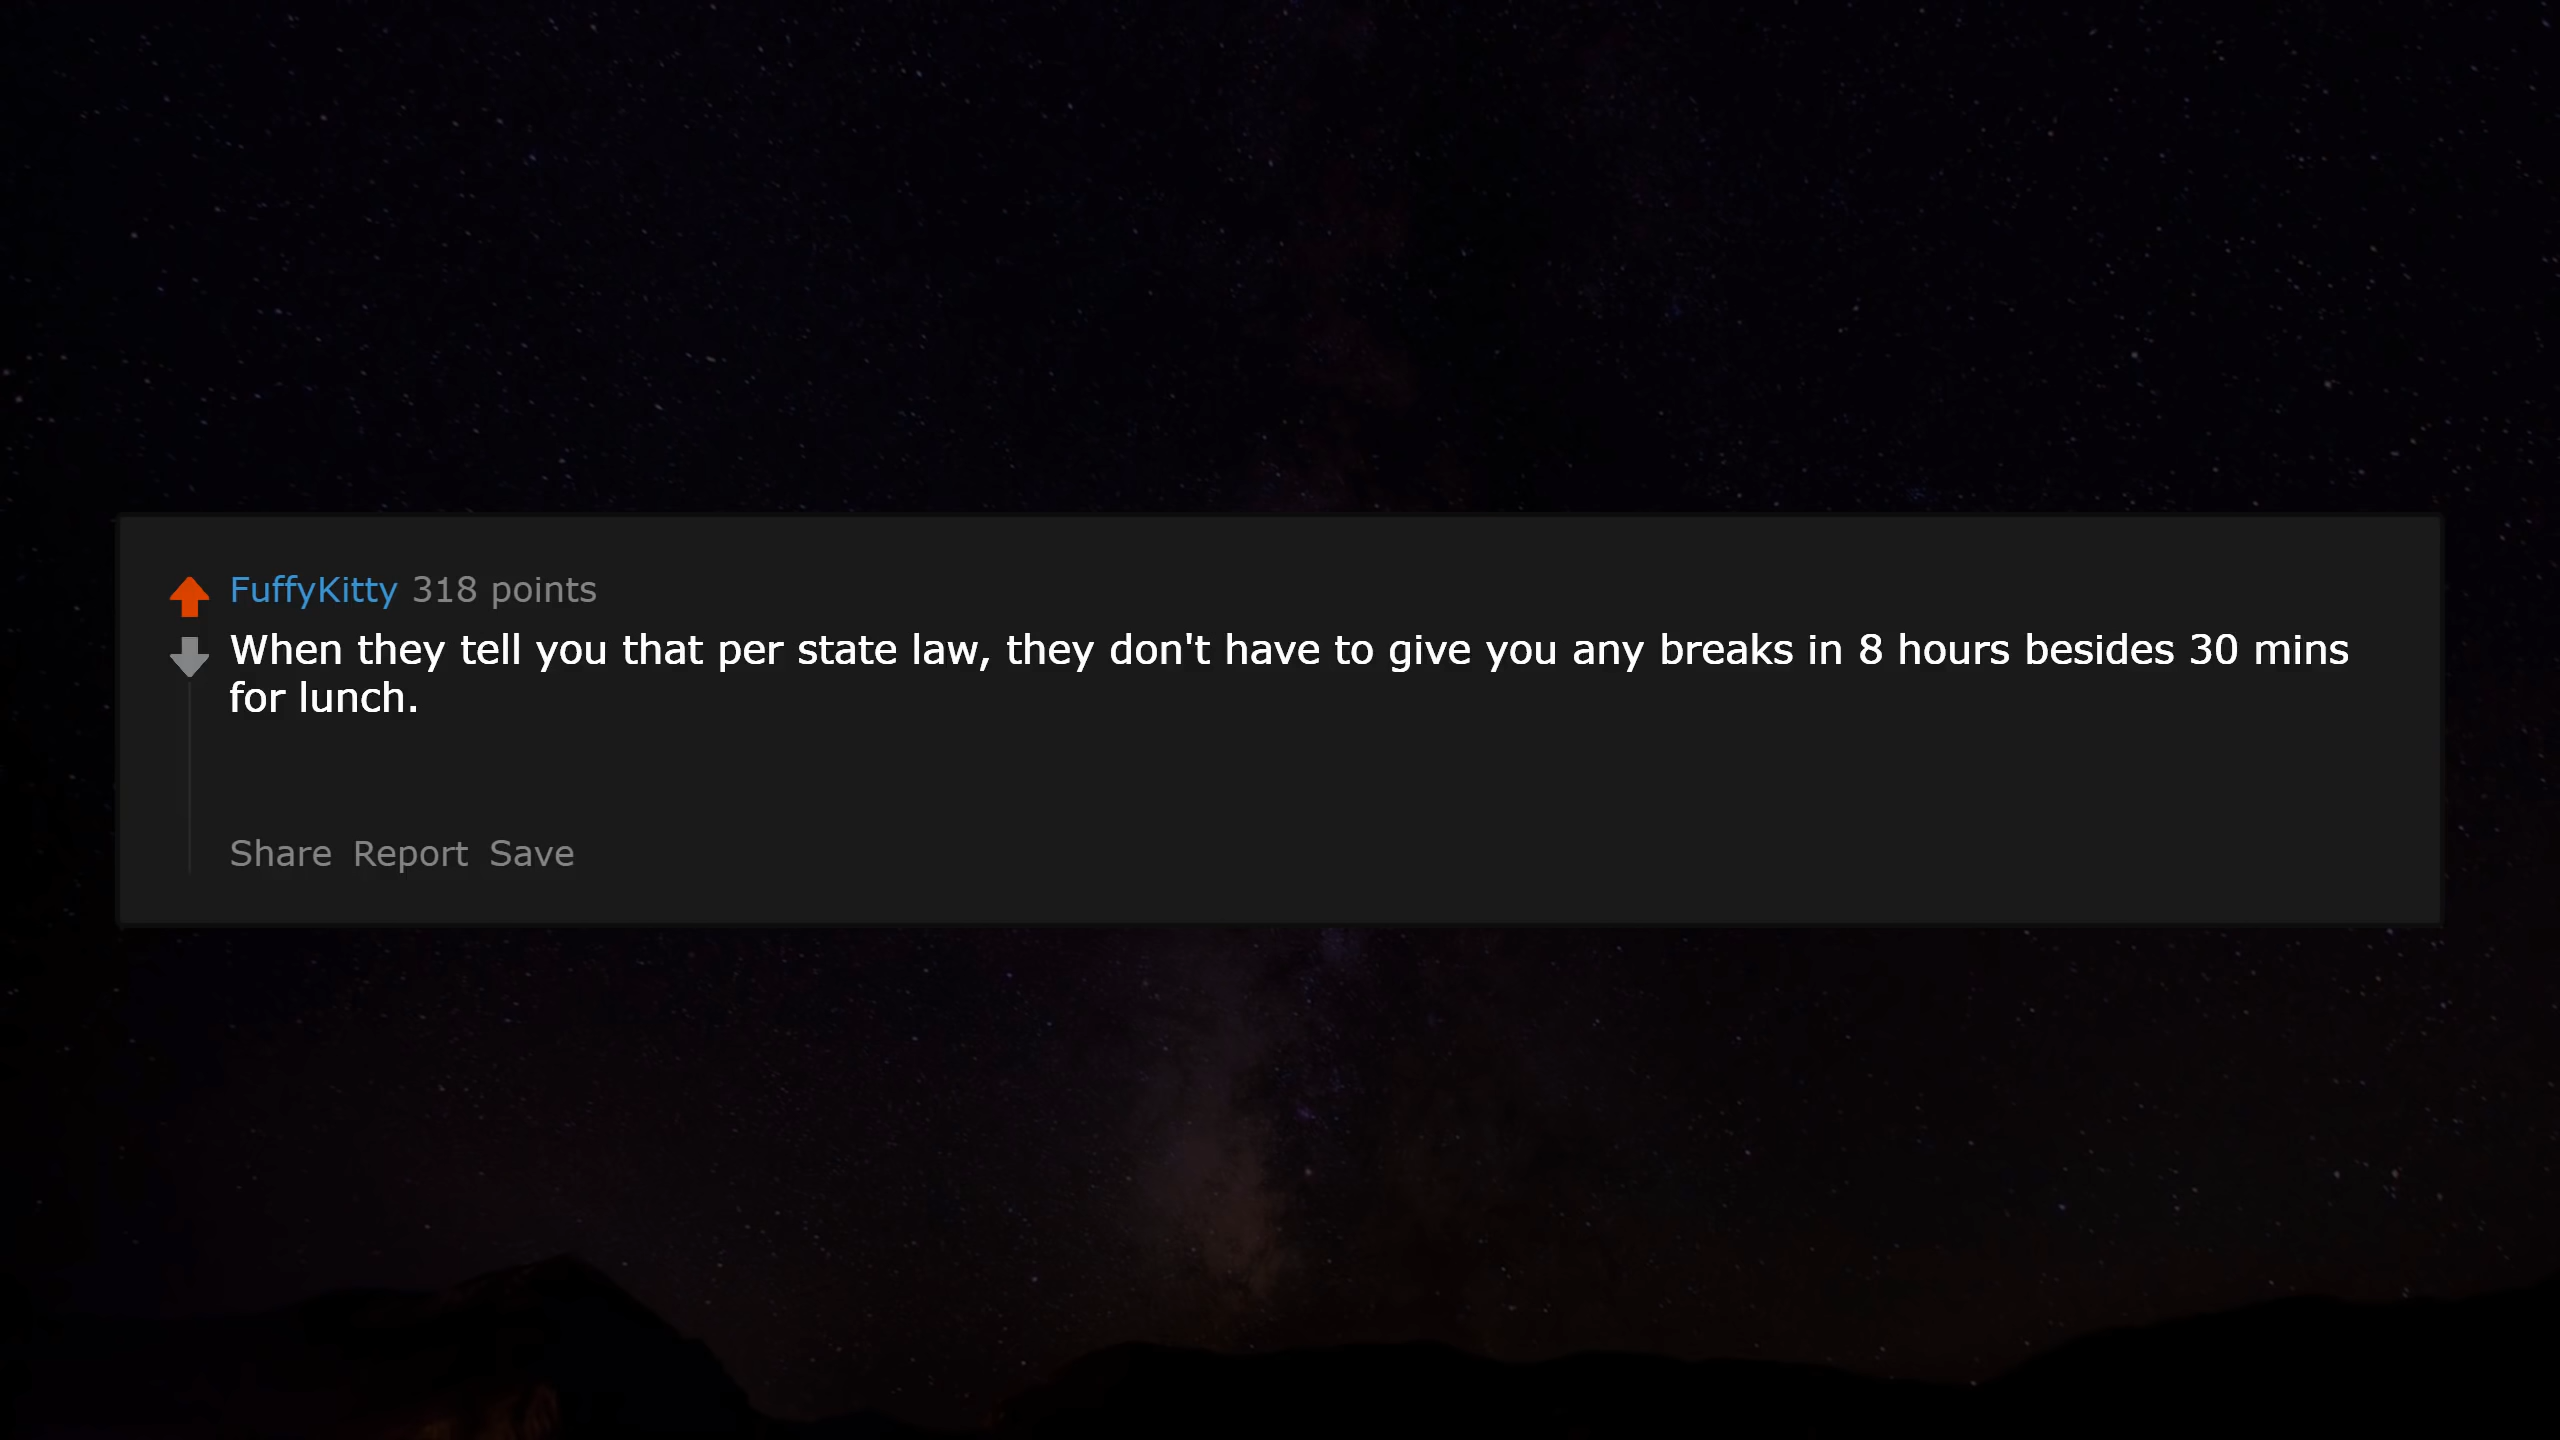 FuffyKitty 318 points
When they tell you that per state law, they don't have to give you any breaks in 8 hours besides 30 mins
for lunch.
Share Report Save